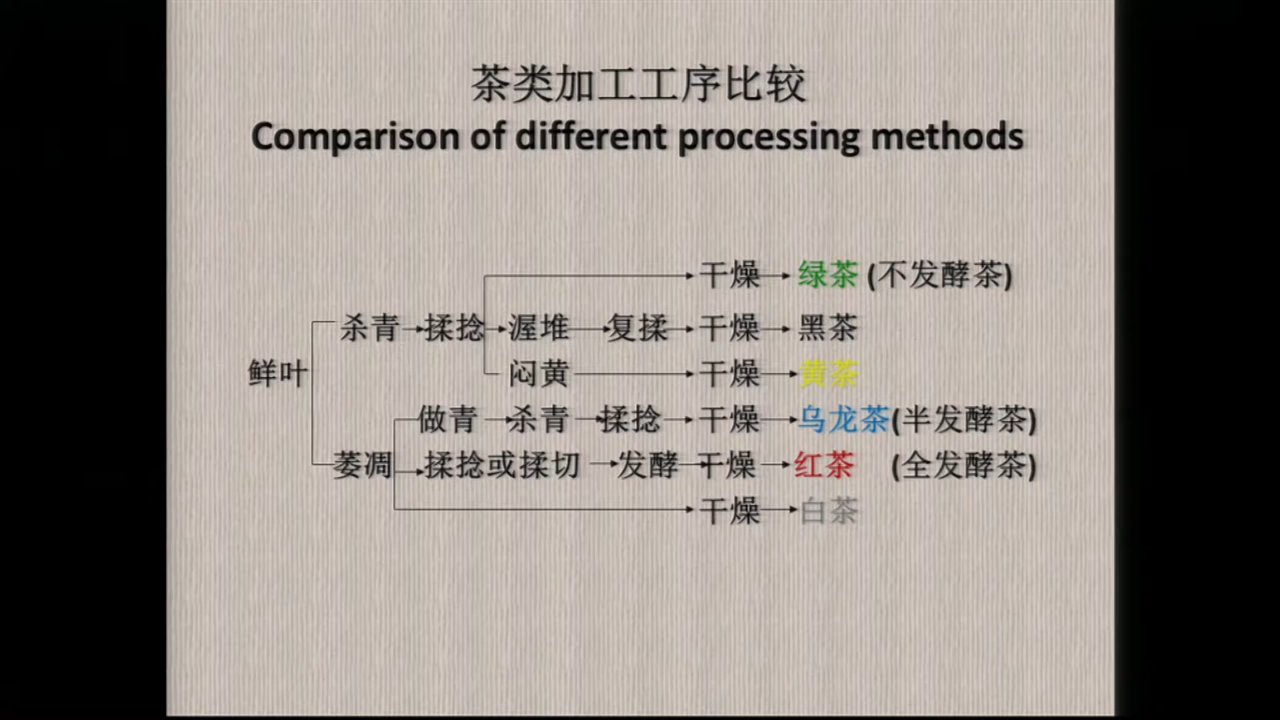 茶类加工工序比较
Comparison of different processing methods
干燥 绿茶 (不发酵茶)
杀青 揉捻 渥堆 复揉 干燥 黑茶
鲜叶 闷黄 干燥 黄茶
做青 杀青 揉捻 干燥 乌龙茶(半发酵茶)
萎凋 揉捻或揉切 发酵 干燥 红茶 (全发酵茶)
干燥 白茶